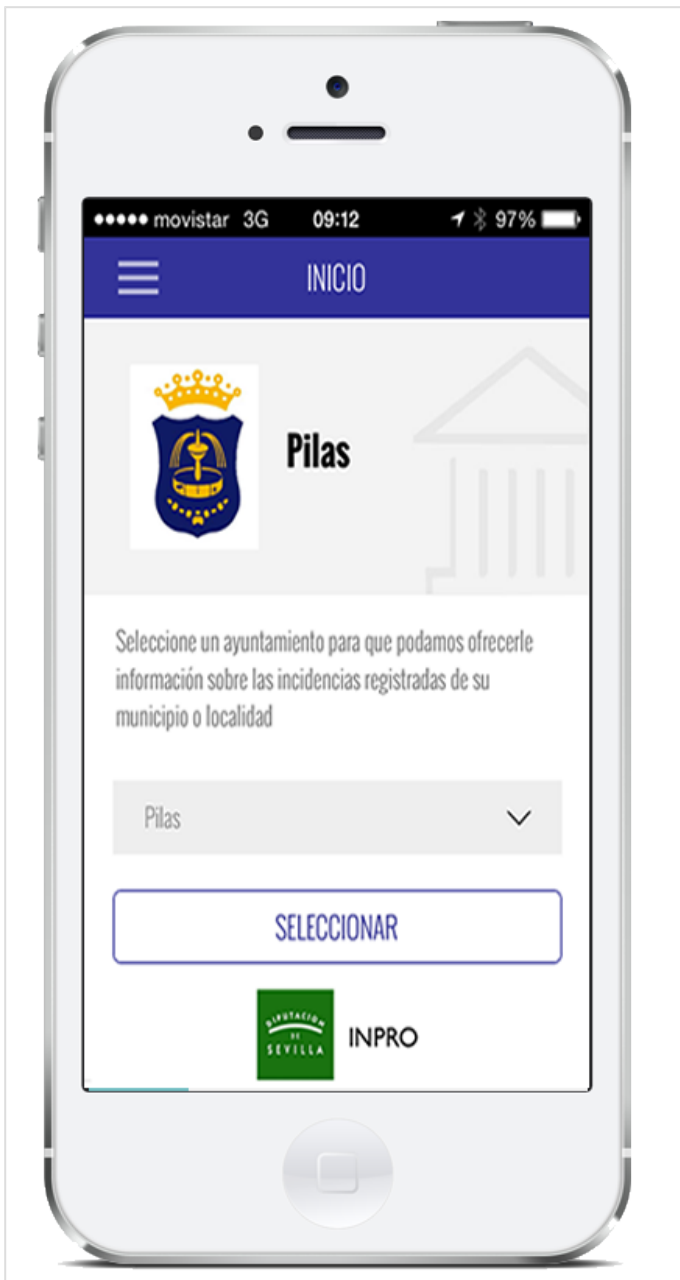 movistar 3G 09:12 97%
INICIO
Pilas
Seleccione un ayuntamiento para que podamos ofrecerle
información sobre las incidencias registradas de su
municipio o localidad
Pilas
SELECCIONAR
DIPUTACION
DE
SEVILLA
INPRO